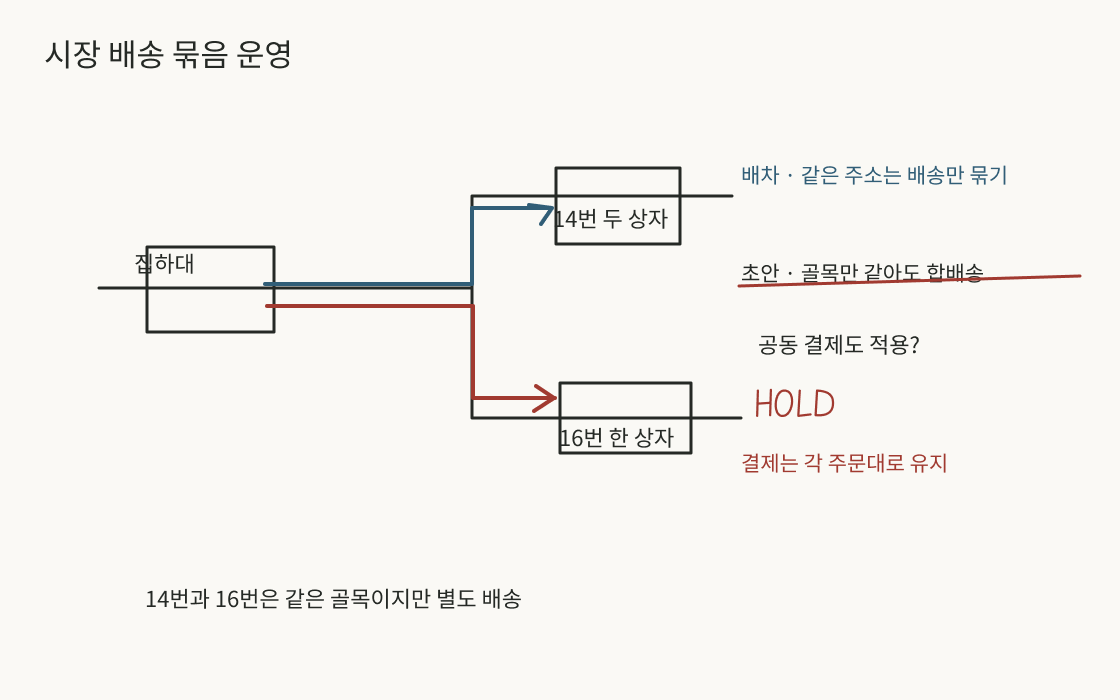 시장 배송 묶음 운영
배차 · 같은 주소는 배송만 묶기
14번 두 상자
집하대
초안 · 골목만 같아도 합배송
공동 결제도 적용?
HOLD
16번 한 상자
결제는 각 주문대로 유지
14번과 16번은 같은 골목이지만 별도 배송